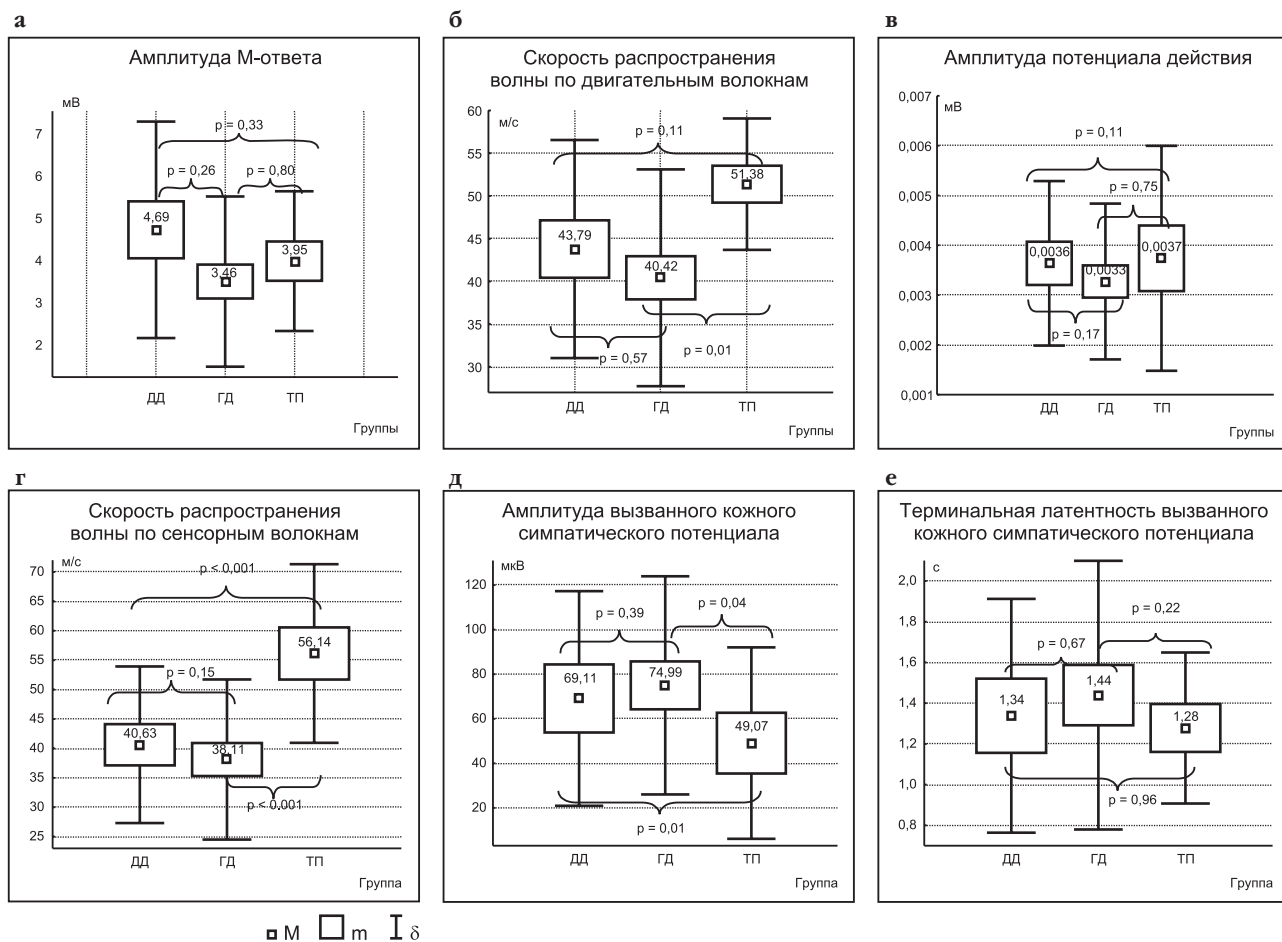 а
Амплитуда М-ответа
мВ
7
6
5
4
3
2
p = 0,33
p = 0,26
p = 0,80
4,69
3,46
3,95
ДД
ГД
ТП
Группы
б
Скорость распространения
волны по двигательным волокнам
м/с
60
55
50
45
40
35
30
p = 0,11
51,38
43,79
40,42
p = 0,57
p = 0,01
ДД
ГД
ТП
Группы
в
Амплитуда потенциала действия
0,007
0,006
0,005
0,004
0,003
0,002
0,001
мВ
p = 0,11
p = 0,75
0,0036
0,0033
0,0037
p = 0,17
ДД
ГД
ТП
Группы
г
Скорость распространения
волны по сенсорным волокнам
м/с
70
65
60
55
50
45
40
35
30
25
p < 0,001
56,14
p = 0,15
40,63
38,11
p < 0,001
ДД
ГД
ТП
Группа
д
Амплитуда вызванного кожного
симпатического потенциала
мкВ
120
100
80
60
40
20
p = 0,39
p = 0,04
69,11
74,99
49,07
p = 0,01
ДД
ГД
ТП
Группа
е
Терминальная латентность вызванного
кожного симпатического потенциала
с
2,0
1,8
1,6
1,4
1,2
1,0
0,8
p = 0,22
p = 0,67
1,34
1,44
1,28
p = 0,96
ДД
ГД
ТП
Группа
М m δ